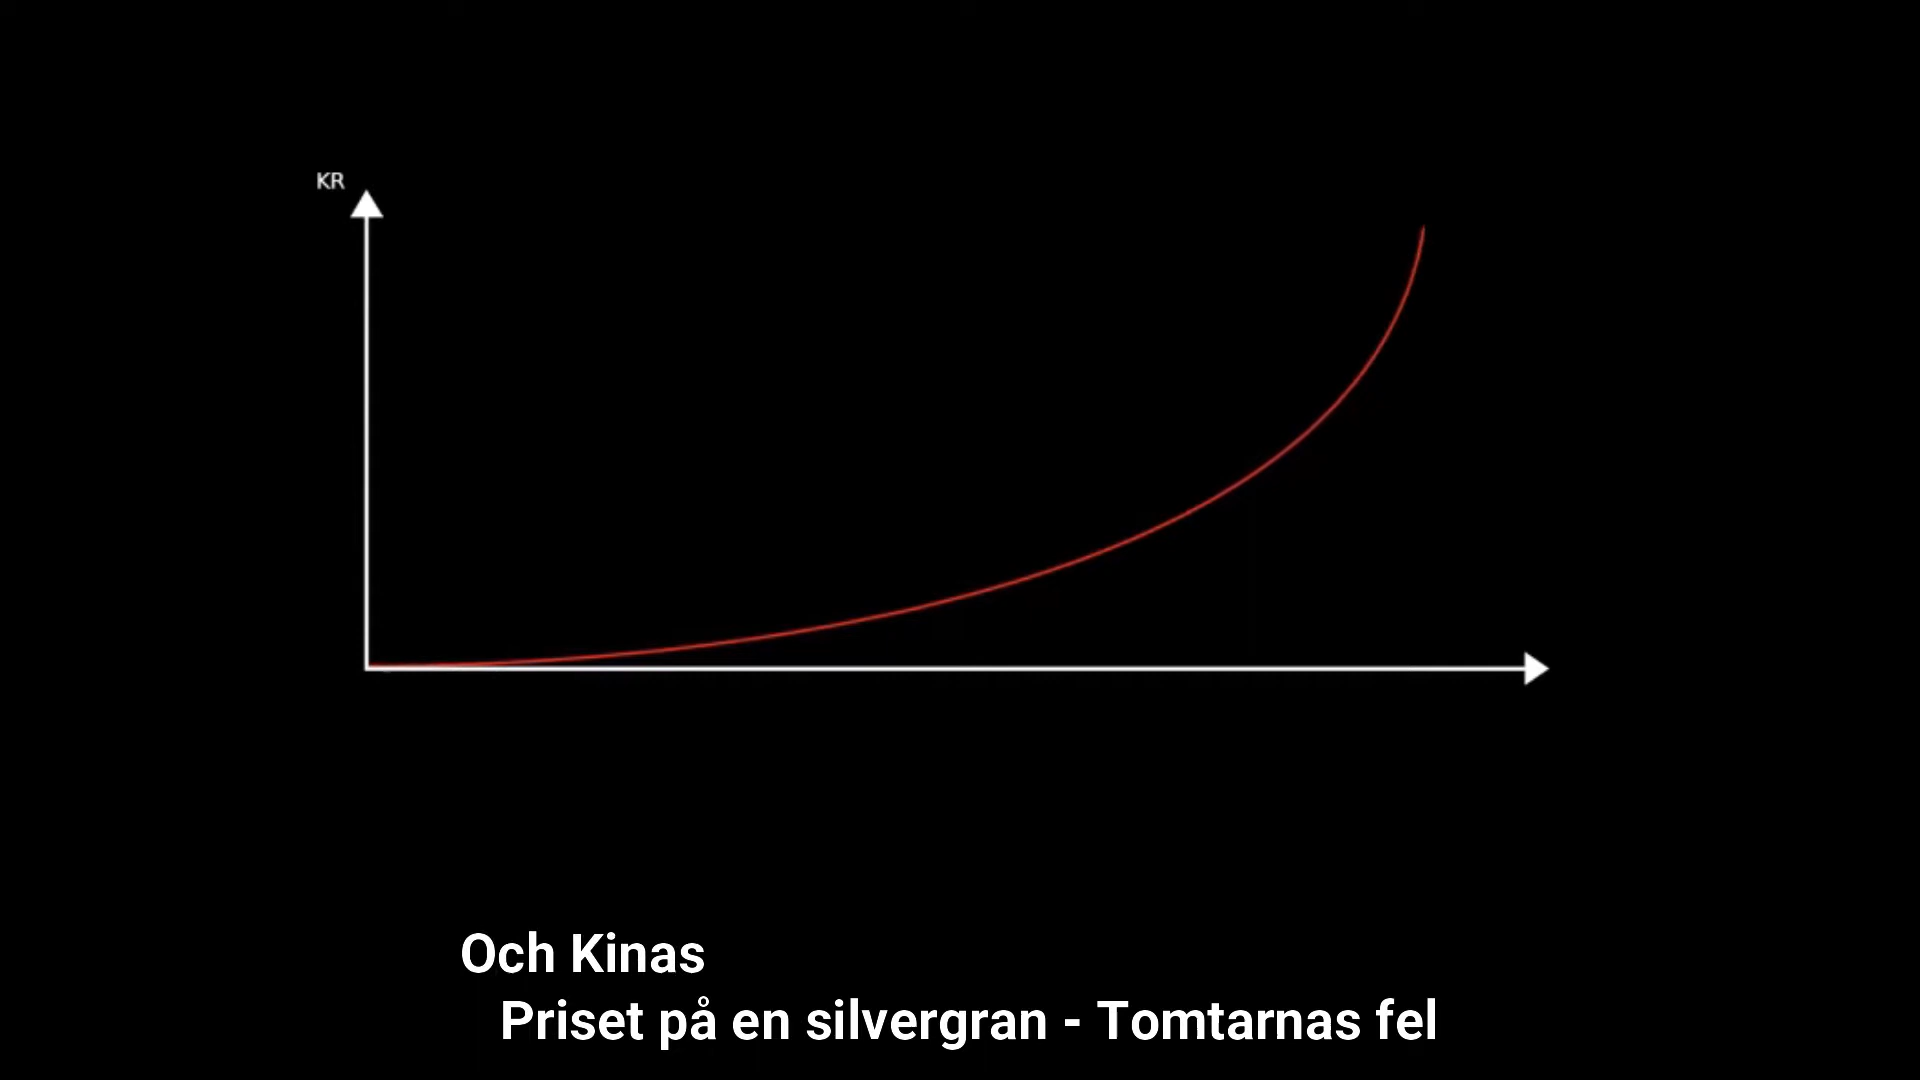 KR
Och Kinas
Priset på en silvergran - Tomtarnas fel